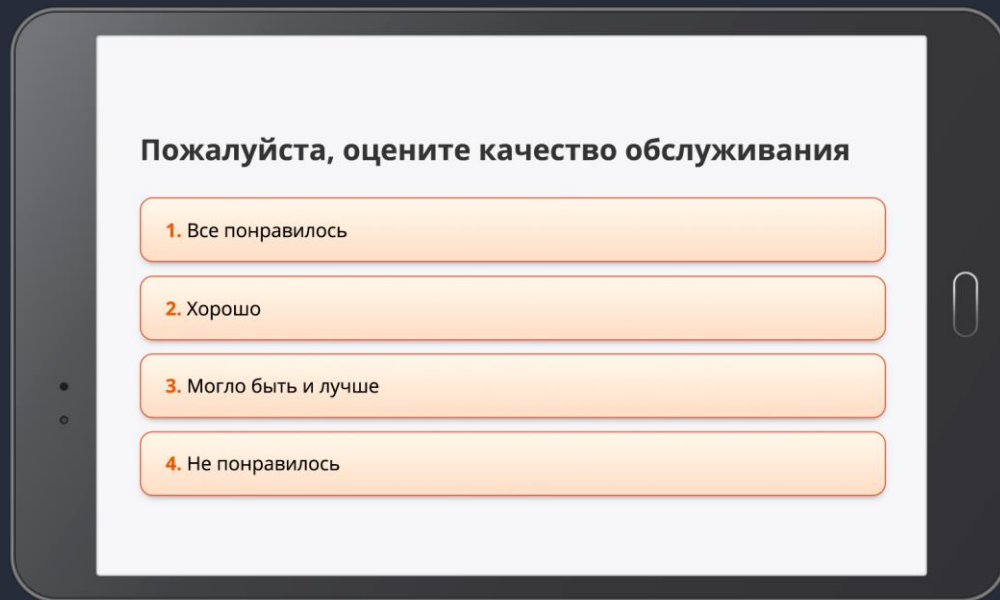 Пожалуйста, оцените качество обслуживания
1. Все понравилось
2. Хорошо
3. Могло быть и лучше
4. Не понравилось